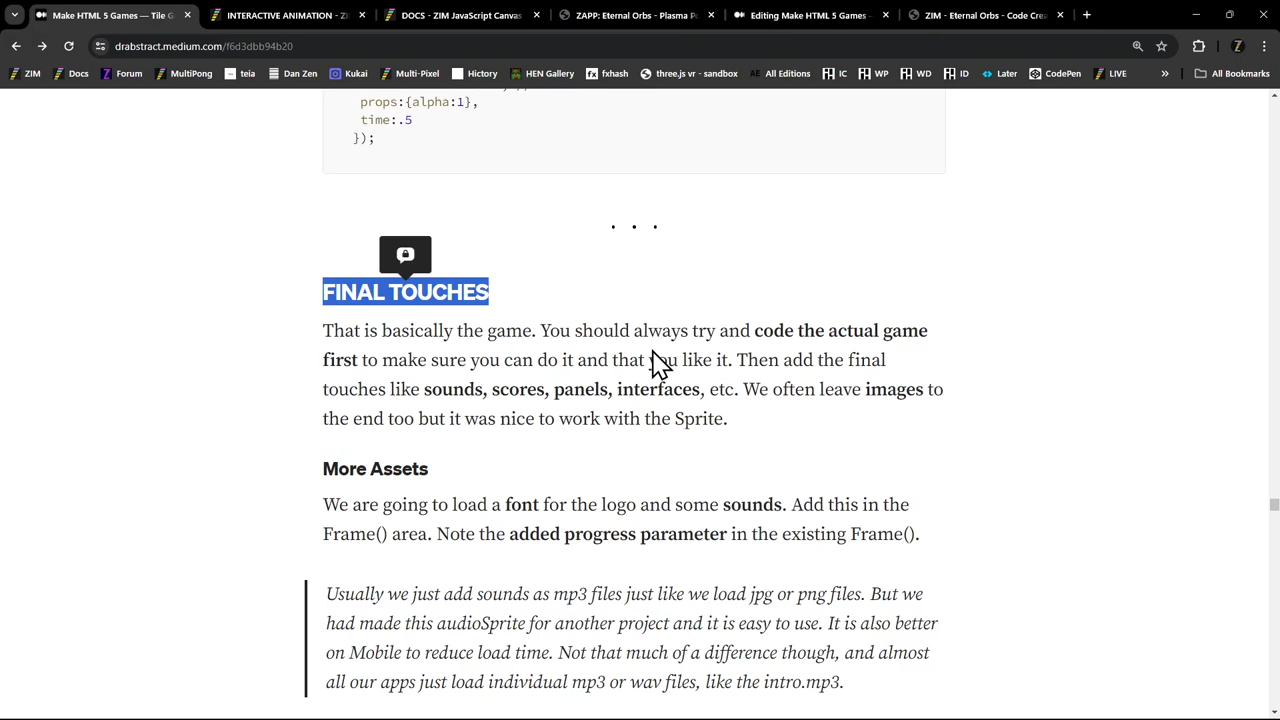 Make HTML 5 Games — Tile G
INTERACTIVE ANIMATION - ZI
DOCS - ZIM JavaScript Canvas
ZAPP: Eternal Orbs - Plasma P
Editing Make HTML 5 Games –
ZIM - Eternal Orbs - Code Crea
drabstract.medium.com/f6d3dbb94b20
ZIM
Docs
Forum
MultiPong
teia
Dan Zen
Kukai
Multi-Pixel
Hictory
HEN Gallery
fxhash
three.js vr - sandbox
All Editions
IC
WP
WD
ID
Later
CodePen
LIVE
All Bookmarks
props:{alpha:1},
time:.5
});
. . .
FINAL TOUCHES
That is basically the game. You should always try and code the actual game
first to make sure you can do it and that you like it. Then add the final
touches like sounds, scores, panels, interfaces, etc. We often leave images to
the end too but it was nice to work with the Sprite.
More Assets
We are going to load a font for the logo and some sounds. Add this in the
Frame() area. Note the added progress parameter in the existing Frame().
Usually we just add sounds as mp3 files just like we load jpg or png files. But we
had made this audioSprite for another project and it is easy to use. It is also better
on Mobile to reduce load time. Not that much of a difference though, and almost
all our apps just load individual mp3 or wav files, like the intro.mp3.